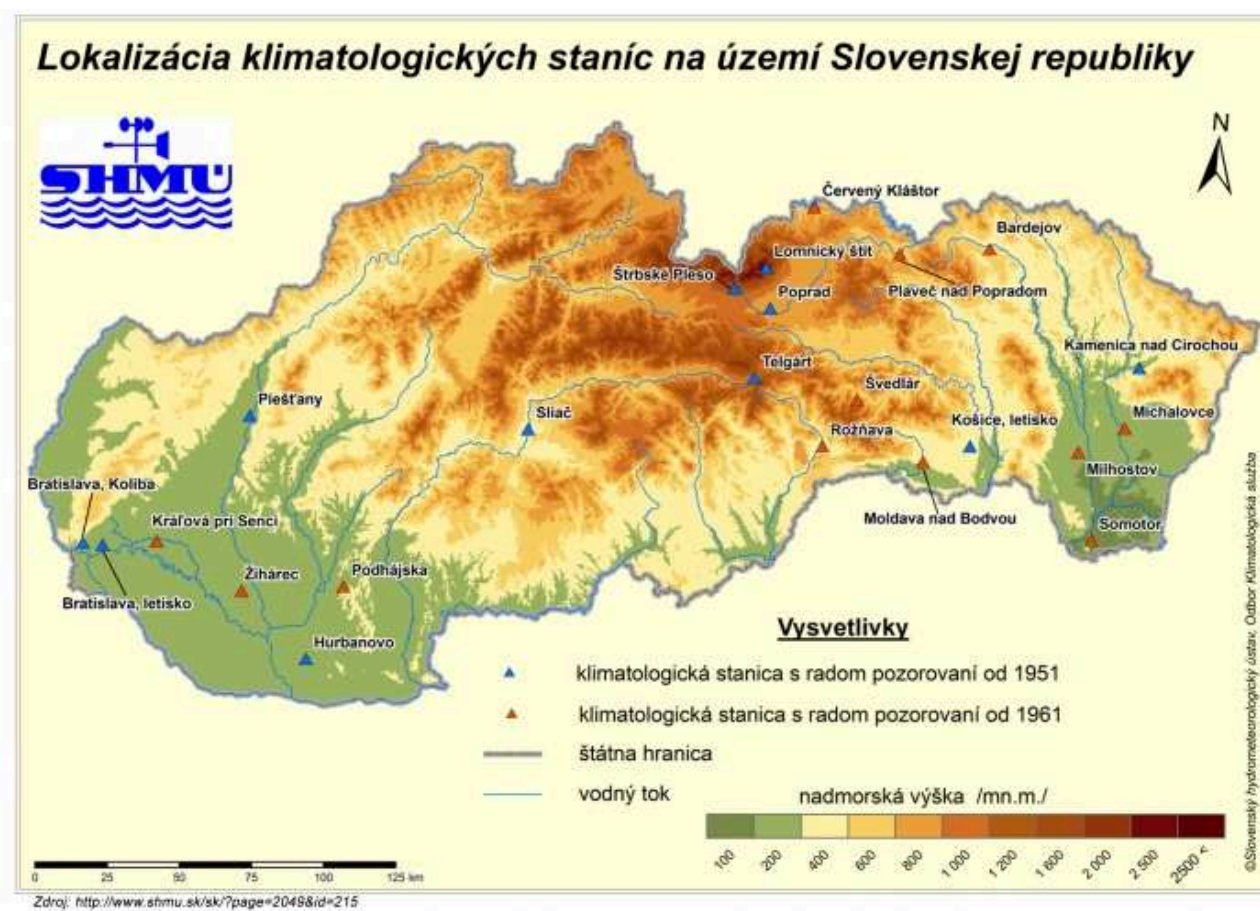 Lokalizácia klimatologických staníc na území Slovenskej republiky
SHMÚ
N
Červený Kláštor
Bardejov
Lomnický štít
Štrbské Pleso
Poprad
Plaveč nad Popradom
Kamenica nad Cirochou
Telgárt
Švedlár
Piešťany
Sliač
Michalovce
Rožňava
Košice, letisko
Milhostov
Bratislava, Koliba
Kráľová pri Senci
Moldava nad Bodvou
Somotor
Žihárec
Podhájska
Bratislava, letisko
Hurbanovo
Vysvetlivky
klimatologická stanica s radom pozorovaní od 1951
klimatologická stanica s radom pozorovaní od 1961
štátna hranica
vodný tok
nadmorská výška /mn.m./
100 200 400 600 800 1 000 1 200 1 600 2 000 2 500 2500 <
0 25 50 75 100 125 km
©Slovenský hydrometeorologický ústav, Odbor Klimatologická služba
Zdroj: http://www.shmu.sk/sk/?page=2049&id=215